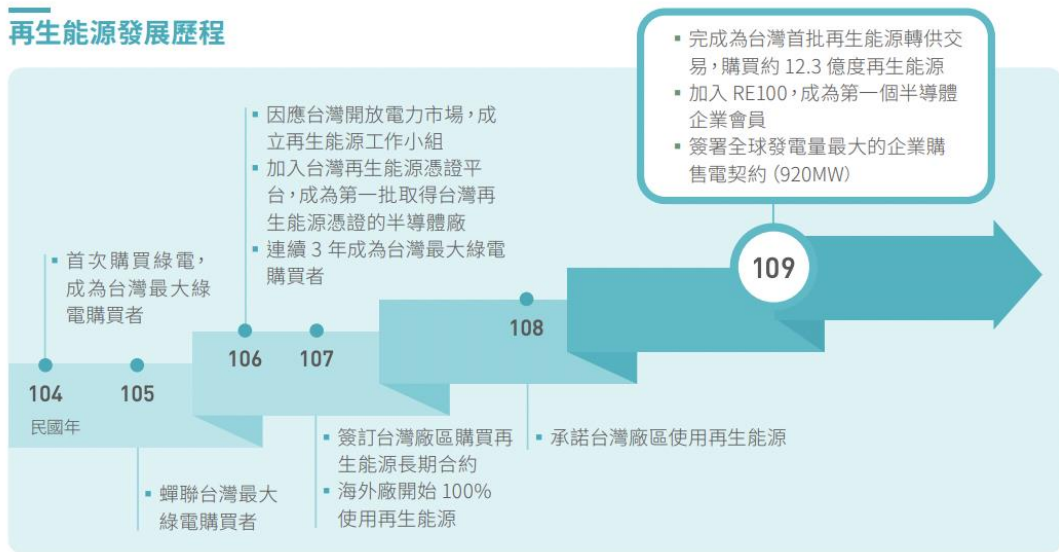 再生能源發展歷程
▪ 完成為台灣首批再生能源轉供交
易,購買約 12.3 億度再生能源
▪ 加入 RE100,成為第一個半導體
企業會員
▪ 簽署全球發電量最大的企業購
售電契約 (920MW)
▪ 因應台灣開放電力市場,成
立再生能源工作小組
▪ 加入台灣再生能源憑證平
台,成為第一批取得台灣再
生能源憑證的半導體廠
▪ 連續 3 年成為台灣最大綠電
購買者
▪ 首次購買綠電,
成為台灣最大綠
電購買者
109
108
106
107
104
105
民國年
▪ 簽訂台灣廠區購買再
生能源長期合約
▪ 海外廠開始 100%
使用再生能源
▪ 承諾台灣廠區使用再生能源
▪ 蟬聯台灣最大
綠電購買者